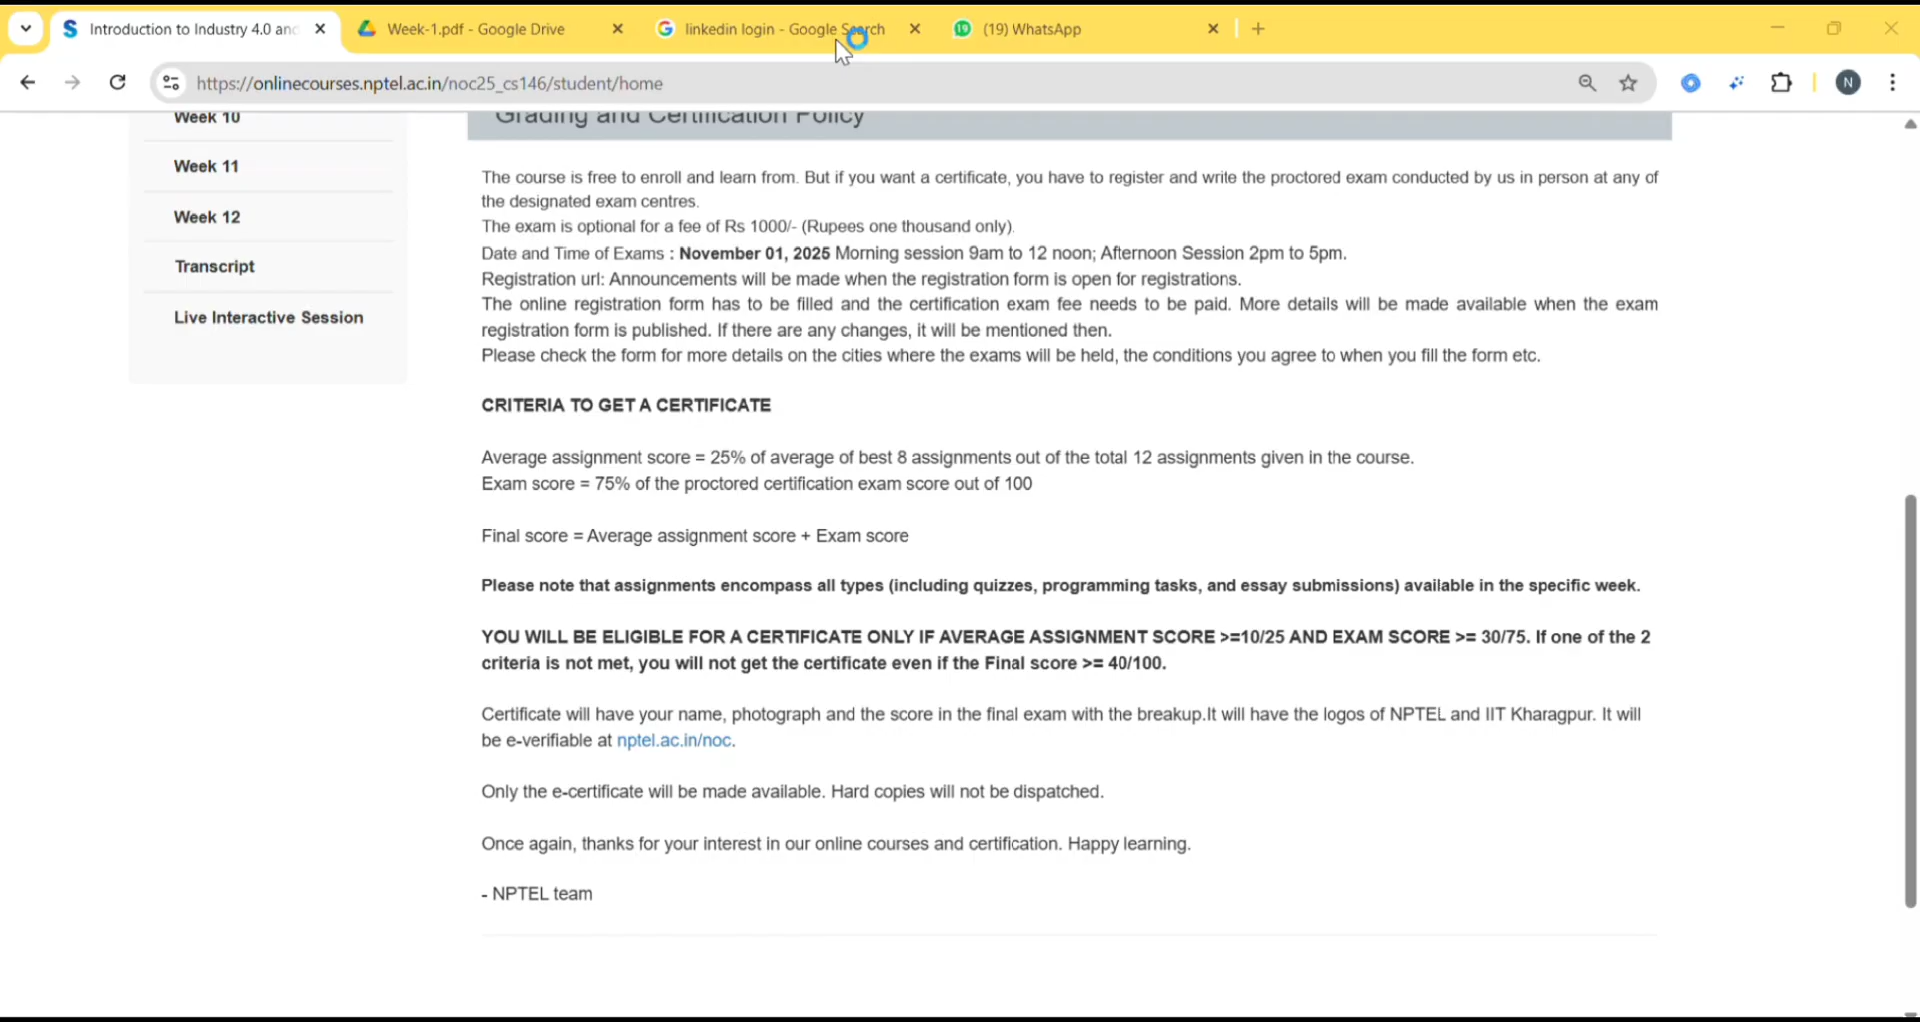 Introduction to Industry 4.0 and
Week-1.pdf - Google Drive
linkedin login - Google Search
(19) WhatsApp
https://onlinecourses.nptel.ac.in/noc25_cs146/student/home
N
Week 10
Week 11
Week 12
Transcript
Live Interactive Session
Grading and Certification Policy
The course is free to enroll and learn from. But if you want a certificate, you have to register and write the proctored exam conducted by us in person at any of
the designated exam centres.
The exam is optional for a fee of Rs 1000/- (Rupees one thousand only).
Date and Time of Exams : November 01, 2025 Morning session 9am to 12 noon; Afternoon Session 2pm to 5pm.
Registration url: Announcements will be made when the registration form is open for registrations.
The online registration form has to be filled and the certification exam fee needs to be paid. More details will be made available when the exam
registration form is published. If there are any changes, it will be mentioned then.
Please check the form for more details on the cities where the exams will be held, the conditions you agree to when you fill the form etc.
CRITERIA TO GET A CERTIFICATE
Average assignment score = 25% of average of best 8 assignments out of the total 12 assignments given in the course.
Exam score = 75% of the proctored certification exam score out of 100
Final score = Average assignment score + Exam score
Please note that assignments encompass all types (including quizzes, programming tasks, and essay submissions) available in the specific week.
YOU WILL BE ELIGIBLE FOR A CERTIFICATE ONLY IF AVERAGE ASSIGNMENT SCORE >=10/25 AND EXAM SCORE >= 30/75. If one of the 2
criteria is not met, you will not get the certificate even if the Final score >= 40/100.
Certificate will have your name, photograph and the score in the final exam with the breakup.It will have the logos of NPTEL and IIT Kharagpur. It will
be e-verifiable at nptel.ac.in/noc.
Only the e-certificate will be made available. Hard copies will not be dispatched.
Once again, thanks for your interest in our online courses and certification. Happy learning.
- NPTEL team